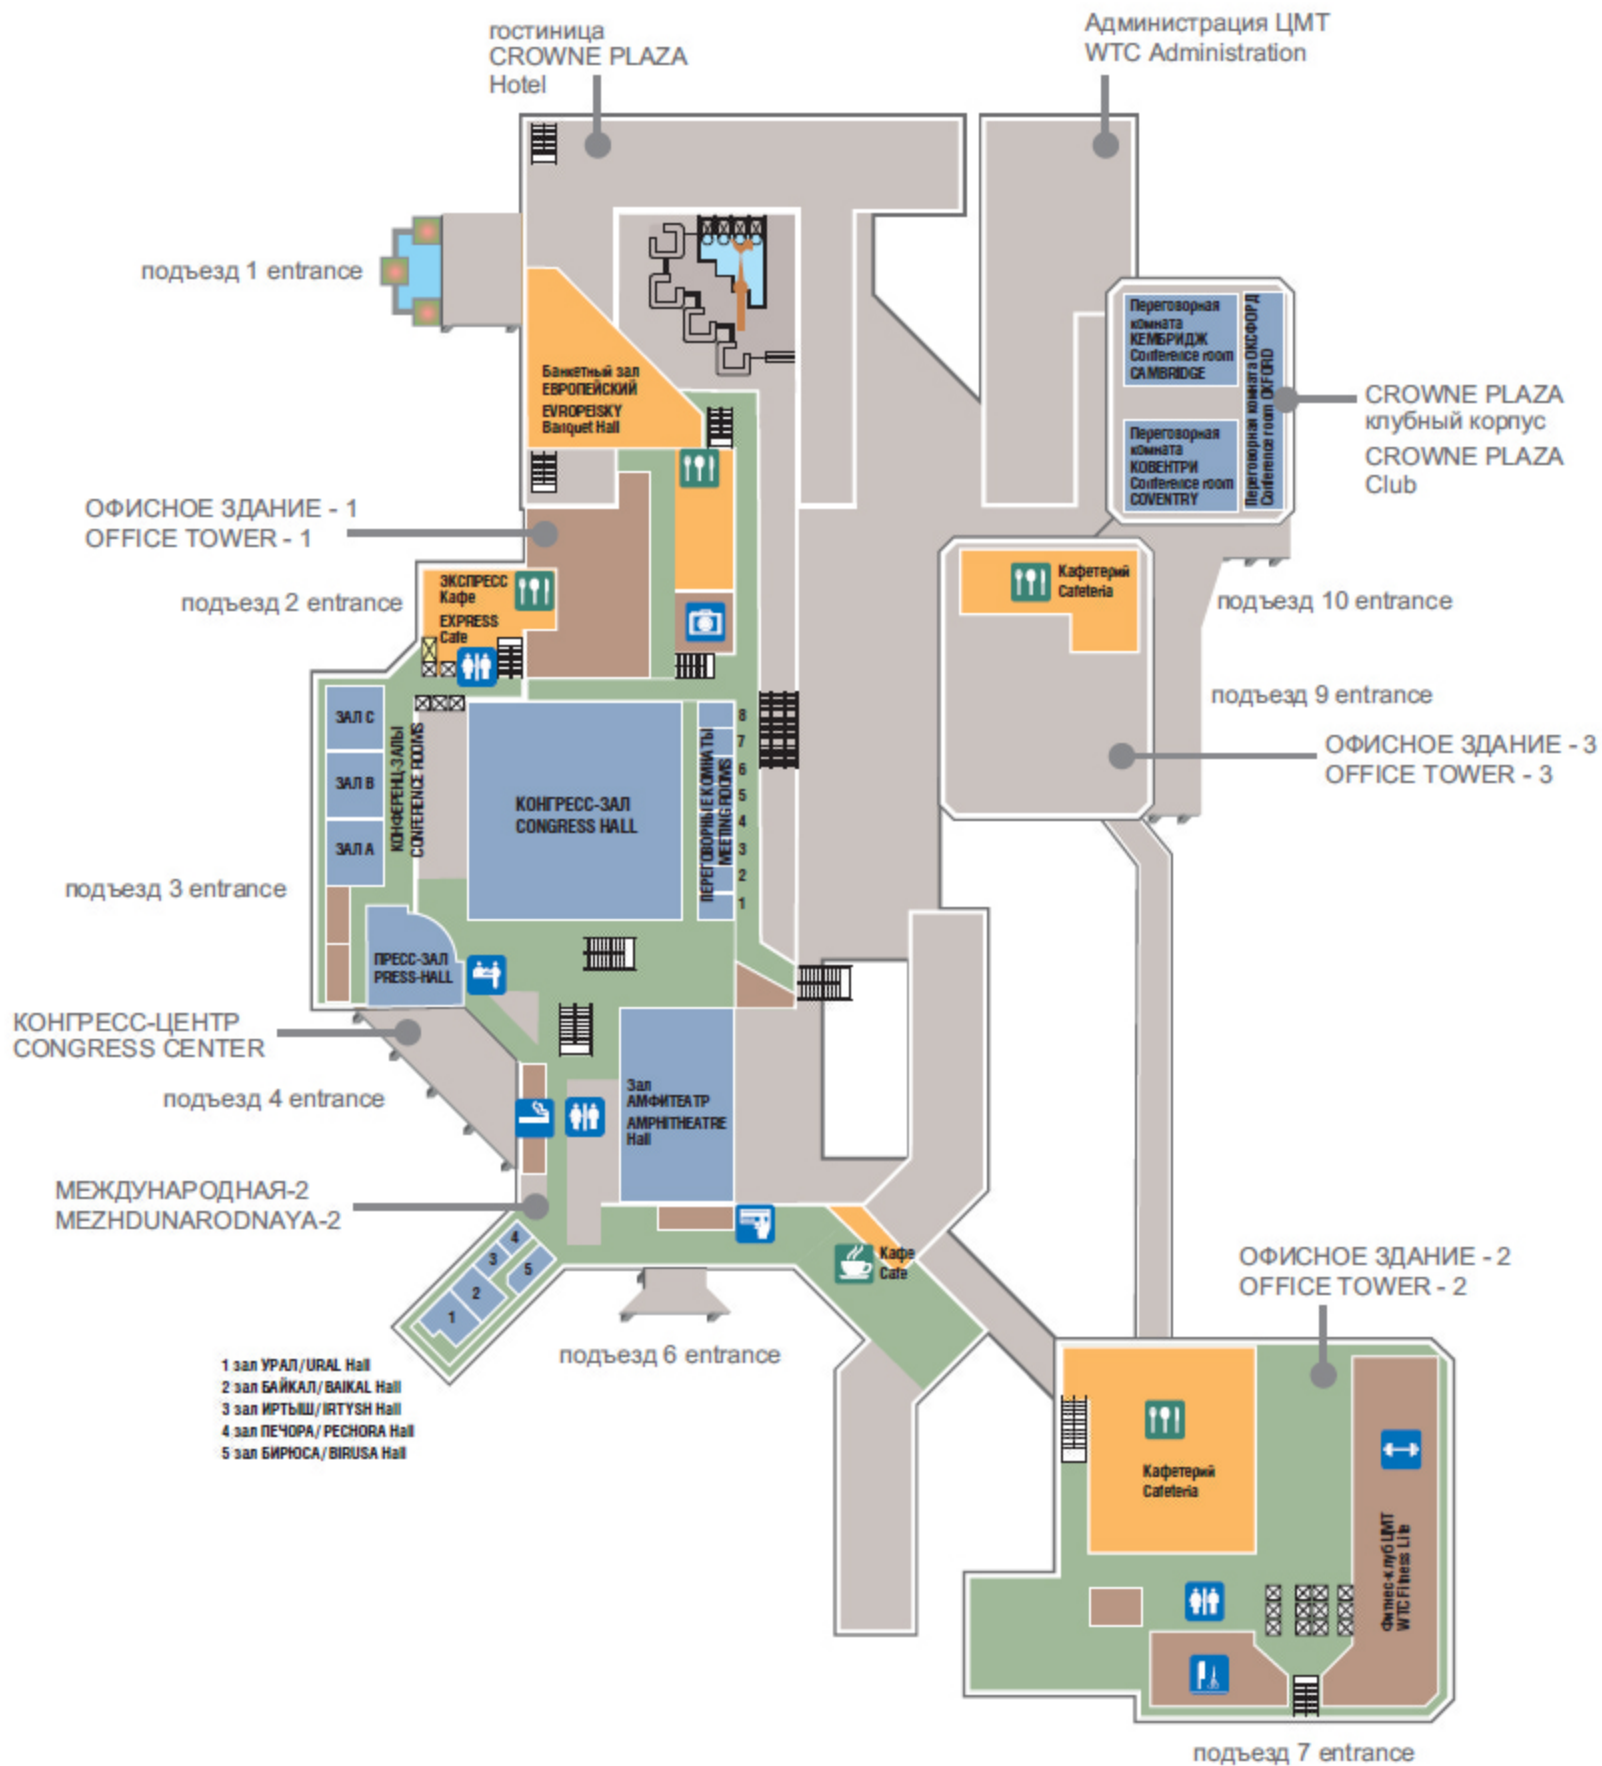 гостиница
CROWNE PLAZA
Hotel
Администрация ЦМТ
WTC Administration
подъезд 1 entrance
Переговорная
комната
КЕМБРИДЖ
Conference room
CAMBRIDGE
Переговорная комната ОКСФОРД
Conference room OXFORD
Переговорная
комната
КОВЕНТРИ
Conference room
COVENTRY
CROWNE PLAZA
клубный корпус
CROWNE PLAZA
Club
Банкетный зал
ЕВРОПЕЙСКИЙ
EVROPEISKY
Banquet Hall
ОФИСНОЕ ЗДАНИЕ - 1
OFFICE TOWER - 1
ЭКСПРЕСС
Кафе
EXPRESS
Cafe
подъезд 2 entrance
Кафетерий
Cafeteria
подъезд 10 entrance
подъезд 9 entrance
ОФИСНОЕ ЗДАНИЕ - 3
OFFICE TOWER - 3
ЗАЛ С
ЗАЛ В
ЗАЛ А
КОНФЕРЕНЦ-ЗАЛЫ
CONFERENCE ROOMS
КОНГРЕСС-ЗАЛ
CONGRESS HALL
ПЕРЕГОВОРНЫЕ КОМНАТЫ
MEETING ROOMS
8
7
6
5
4
3
2
1
подъезд 3 entrance
ПРЕСС-ЗАЛ
PRESS-HALL
КОНГРЕСС-ЦЕНТР
CONGRESS CENTER
подъезд 4 entrance
Зал
АМФИТЕАТР
AMPHITHEATRE
Hall
МЕЖДУНАРОДНАЯ-2
MEZHDUNARODNAYA-2
4
3
5
2
1
Кафе
Cafe
подъезд 6 entrance
1 зал УРАЛ/URAL Hall
2 зал БАЙКАЛ/BAIKAL Hall
3 зал ИРТЫШ/IRTYSH Hall
4 зал ПЕЧОРА/PECHORA Hall
5 зал БИРЮСА/BIRUSA Hall
ОФИСНОЕ ЗДАНИЕ - 2
OFFICE TOWER - 2
Кафетерий
Cafeteria
Фитнес-клуб ЦМТ
WTC Fitness Lite
подъезд 7 entrance